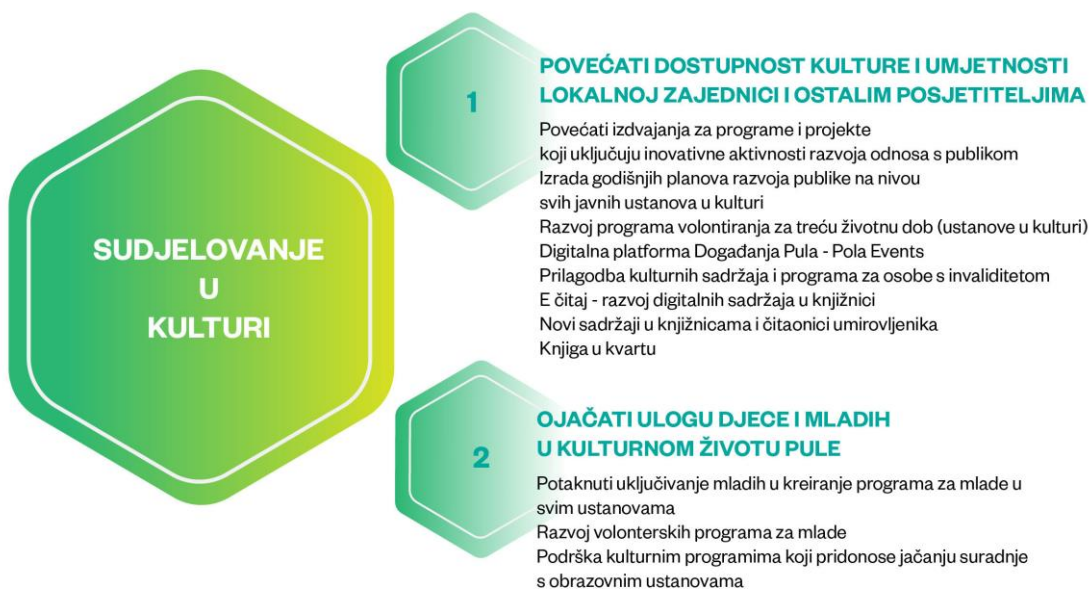 SUDJELOVANJE
U
KULTURI
1
POVEĆATI DOSTUPNOST KULTURE I UMJETNOSTI
LOKALNOJ ZAJEDNICI I OSTALIM POSJETITELJIMA
Povećati izdvajanja za programe i projekte
koji uključuju inovativne aktivnosti razvoja odnosa s publikom
Izrada godišnjih planova razvoja publike na nivou
svih javnih ustanova u kulturi
Razvoj programa volontiranja za treću životnu dob (ustanove u kulturi)
Digitalna platforma Događanja Pula - Pola Events
Prilagodba kulturnih sadržaja i programa za osobe s invaliditetom
E čitaj - razvoj digitalnih sadržaja u knjižnici
Novi sadržaji u knjižnicama i čitaonici umirovljenika
Knjiga u kvartu
2
OJAČATI ULOGU DJECE I MLADIH
U KULTURNOM ŽIVOTU PULE
Potaknuti uključivanje mladih u kreiranje programa za mlade u
svim ustanovama
Razvoj volonterskih programa za mlade
Podrška kulturnim programima koji pridonose jačanju suradnje
s obrazovnim ustanovama